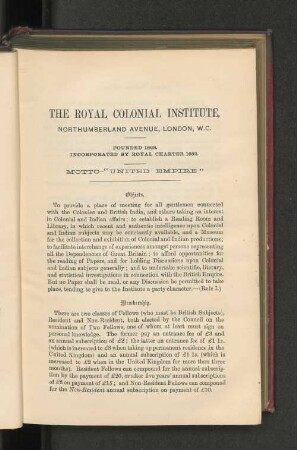 THE ROYAL COLONIAL INSTITUTE,
NORTHUMBERLAND AVENUE, LONDON, W.C.
FOUNDED 1868.
INCORPORATED BY ROYAL CHARTER 1882.
MOTTO—"UNITED EMPIRE"
Objects.
To provide a place of meeting for all gentlemen connected
with the Colonies and British India, and others taking an interest
in Colonial and Indian affairs; to establish a Reading Room and
Library, in which recent and authentic intelligence upon Colonial
and Indian subjects may be constantly available, and a Museum
for the collection and exhibition of Colonial and Indian productions;
to facilitate interchange of experiences amongst persons representing
all the Dependencies of Great Britain; to afford opportunities for
the reading of Papers, and for holding Discussions upon Colonial
and Indian subjects generally; and to undertake scientific, literary,
and statistical investigations in connection with the British Empire.
But no Paper shall be read, or any Discussion be permitted to take
place, tending to give to the Institute a party character.—(Rule I.)
Membership.
There are two classes of Fellows (who must be British Subjects),
Resident and Non-Resident, both elected by the Council on the
nomination of Two Fellows, one of whom at least must sign on
personal knowledge. The former pay an entrance fee of £3 and
an annual subscription of £2; the latter an entrance fee of £1 1s.
(which is increased to £3 when taking up permanent residence in the
United Kingdom) and an annual subscription of £1 1s. (which is
increased to £2 when in the United Kingdom for more than three
months). Resident Fellows can compound for the annual subscription
by the payment of £20, or after five years' annual subscriptions
of £2 on payment of £15; and Non-Resident Fellows can compound
for the Non-Resident annual subscription on payment of £10.